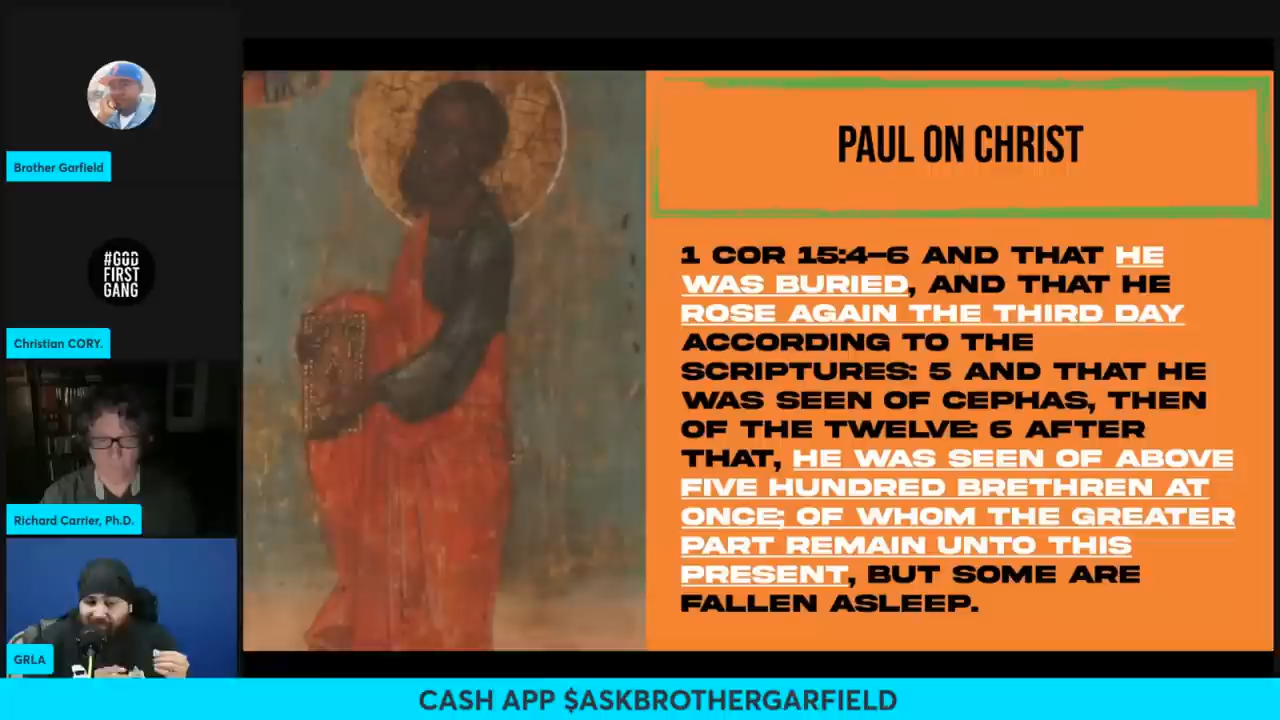 Brother Garfield
#GOD
FIRST
GANG
Christian CORY.
Richard Carrier, Ph.D.
GRLA
PAUL ON CHRIST
1 COR 15:4–6 AND THAT HE
WAS BURIED, AND THAT HE
ROSE AGAIN THE THIRD DAY
ACCORDING TO THE
SCRIPTURES: 5 AND THAT HE
WAS SEEN OF CEPHAS, THEN
OF THE TWELVE: 6 AFTER
THAT, HE WAS SEEN OF ABOVE
FIVE HUNDRED BRETHREN AT
ONCE; OF WHOM THE GREATER
PART REMAIN UNTO THIS
PRESENT, BUT SOME ARE
FALLEN ASLEEP.
CASH APP $ASKBROTHERGARFIELD